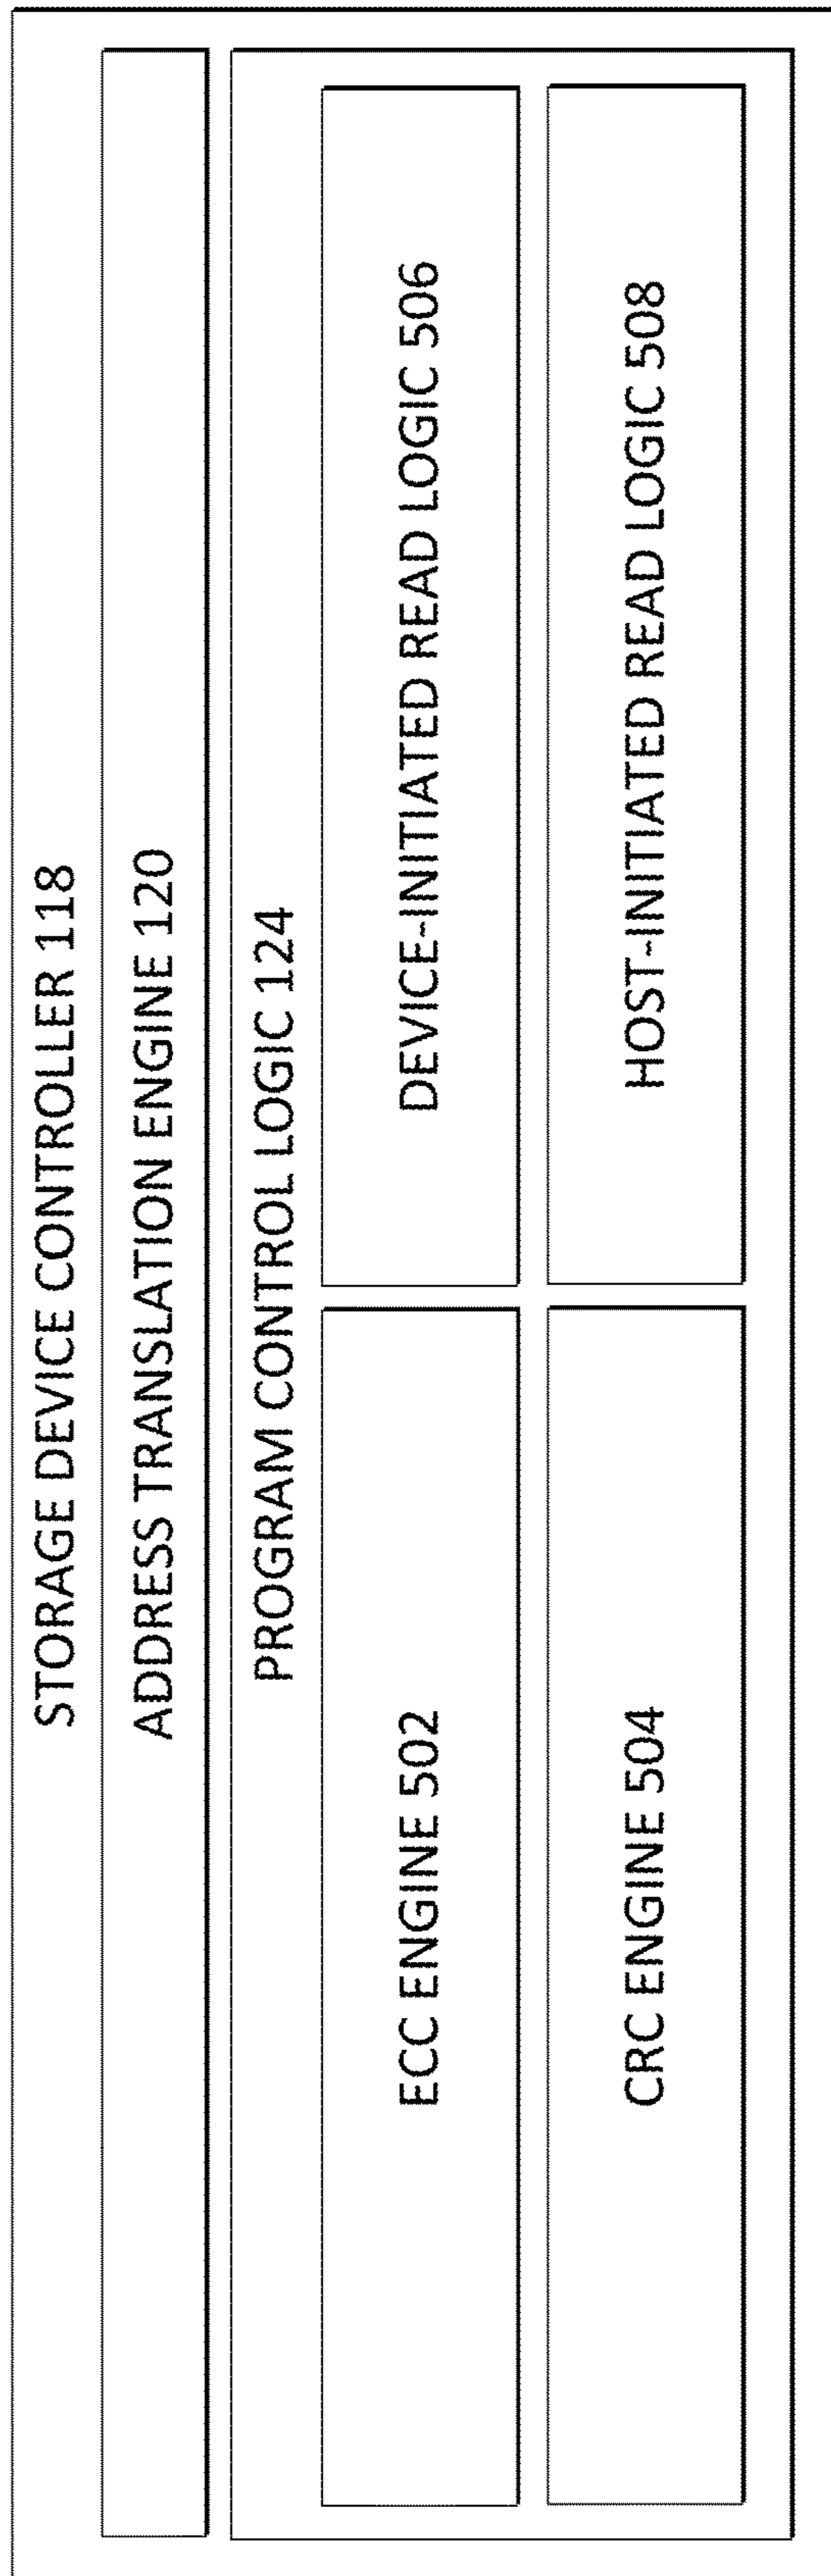 STORAGE DEVICE CONTROLLER 118
ADDRESS TRANSLATION ENGINE 120
PROGRAM CONTROL LOGIC 124
ECC ENGINE 502
DEVICE-INITIATED READ LOGIC 506
CRC ENGINE 504
HOST-INITIATED READ LOGIC 508